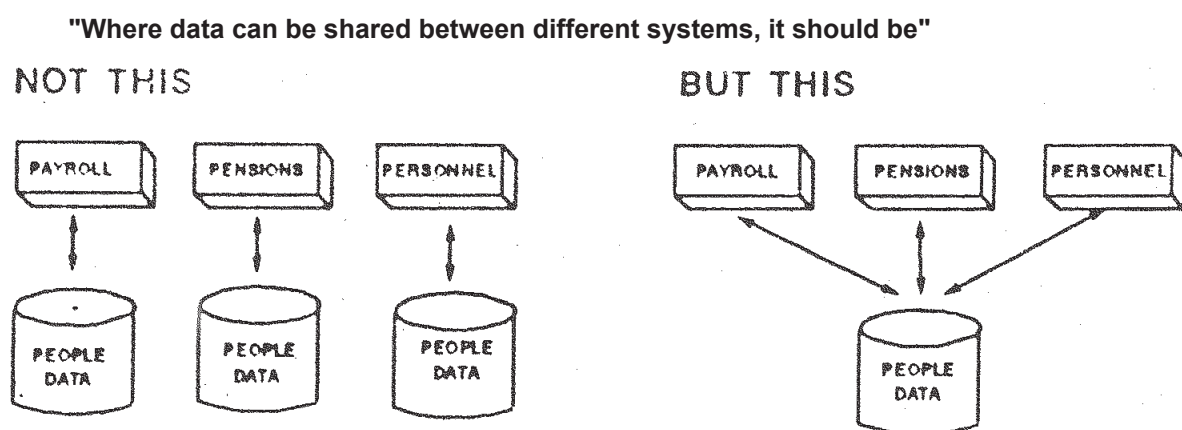 "Where data can be shared between different systems, it should be"
NOT THIS
PAYROLL
PENSIONS
PERSONNEL
PEOPLE
DATA
PEOPLE
DATA
PEOPLE
DATA
BUT THIS
PAYROLL
PENSIONS
PERSONNEL
PEOPLE
DATA